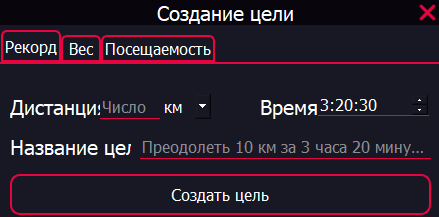 Создание цели
Рекорд Вес Посещаемость
Дистанция Число км Время 3:20:30
Название цел Преодолеть 10 км за 3 часа 20 мину...
Создать цель